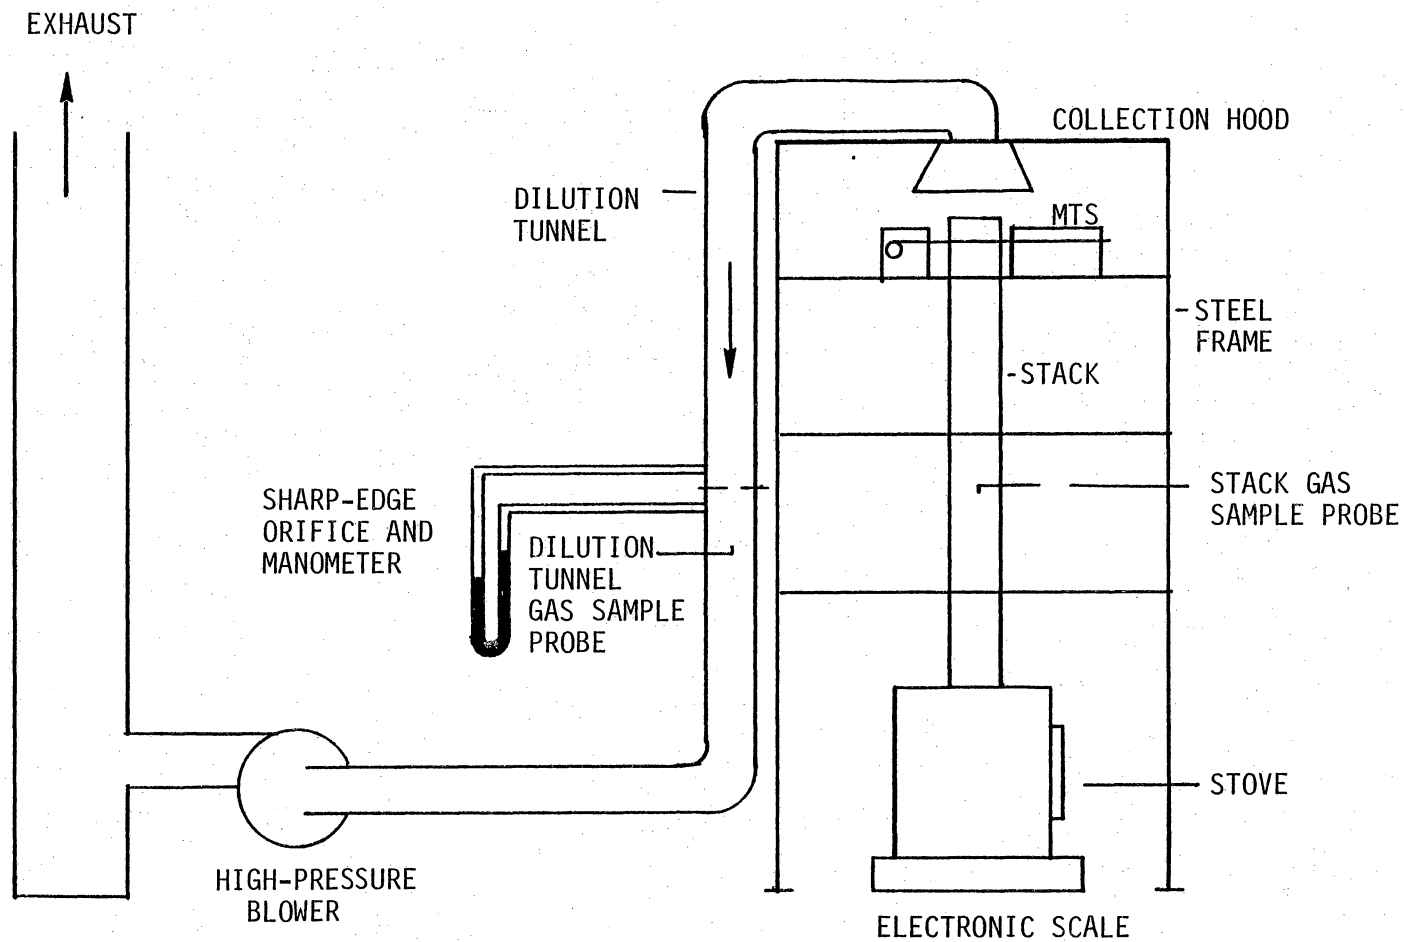 EXHAUST
COLLECTION HOOD
DILUTION
TUNNEL
MTS
STEEL
FRAME
STACK
SHARP-EDGE
ORIFICE AND
MANOMETER
STACK GAS
SAMPLE PROBE
DILUTION
TUNNEL
GAS SAMPLE
PROBE
STOVE
HIGH-PRESSURE
BLOWER
ELECTRONIC SCALE